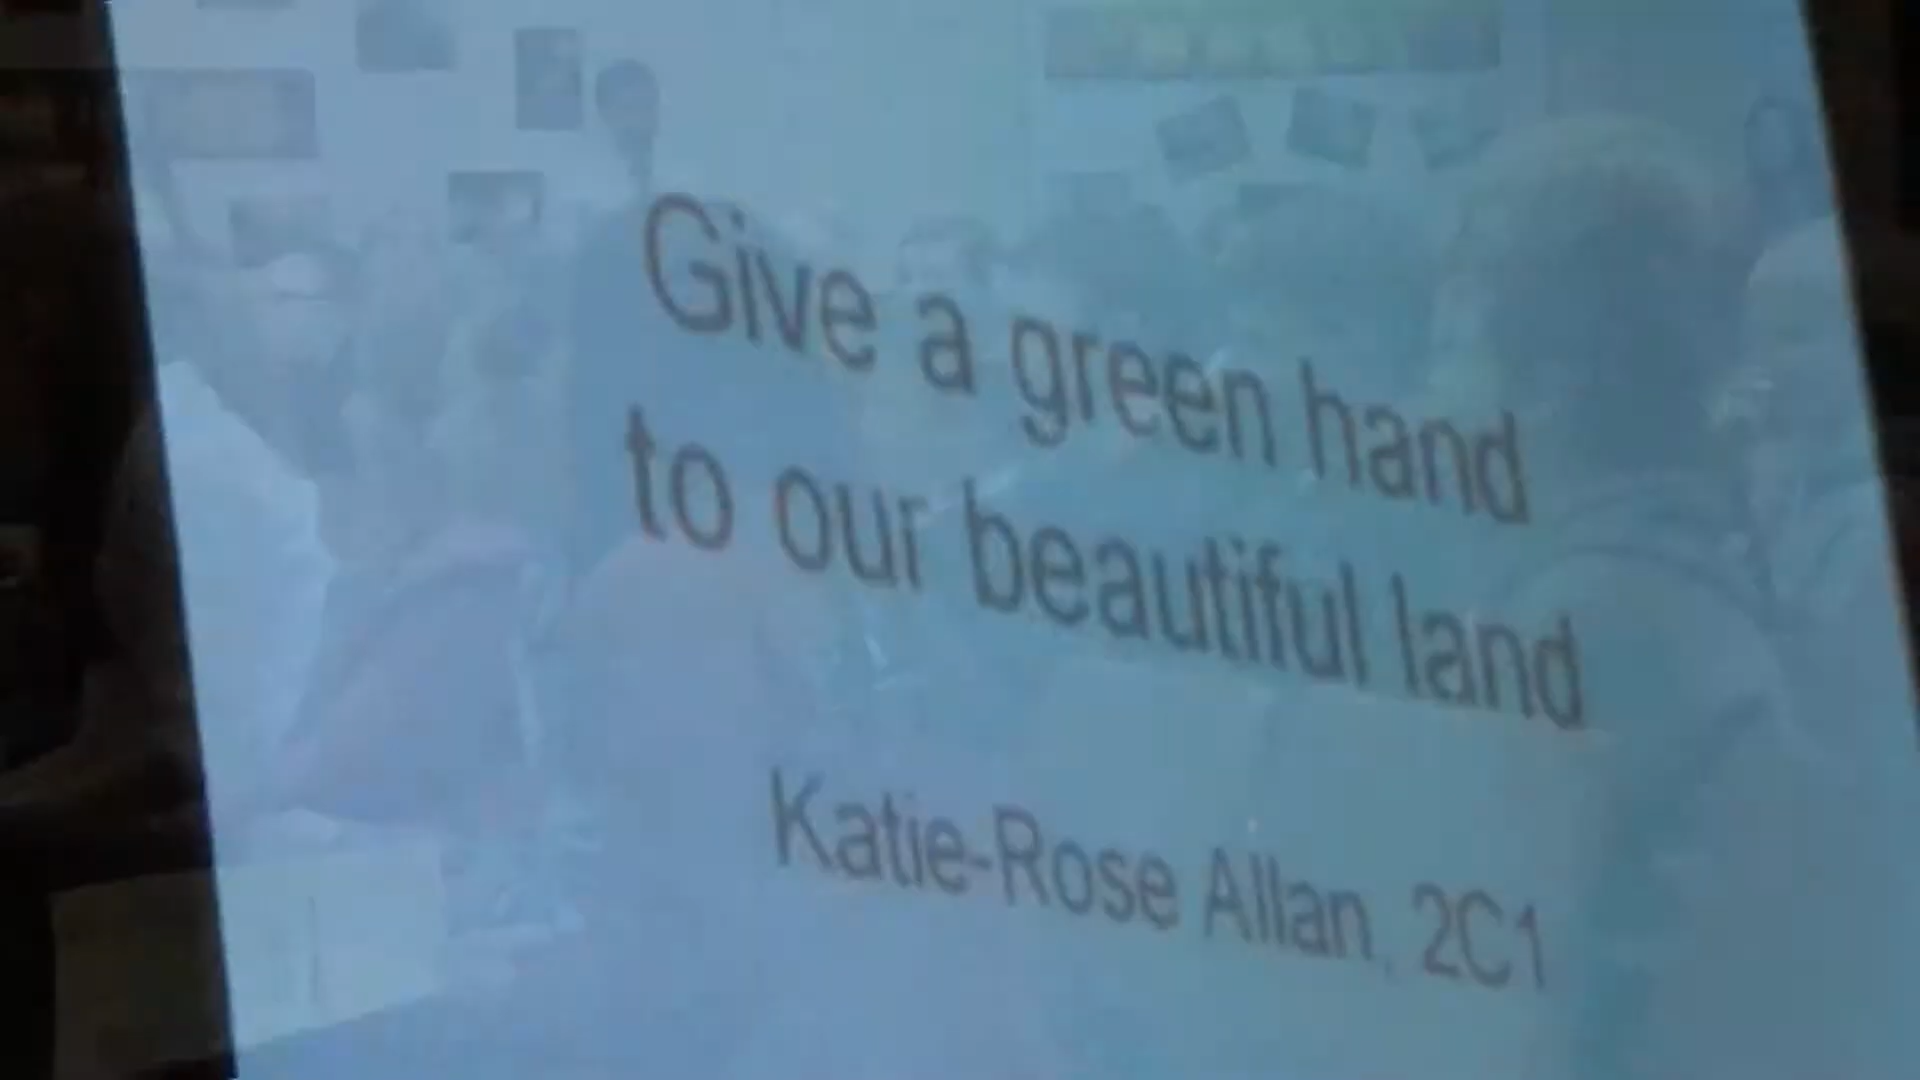 Give a green hand
to our beautiful land
Katie-Rose Allan, 2C1